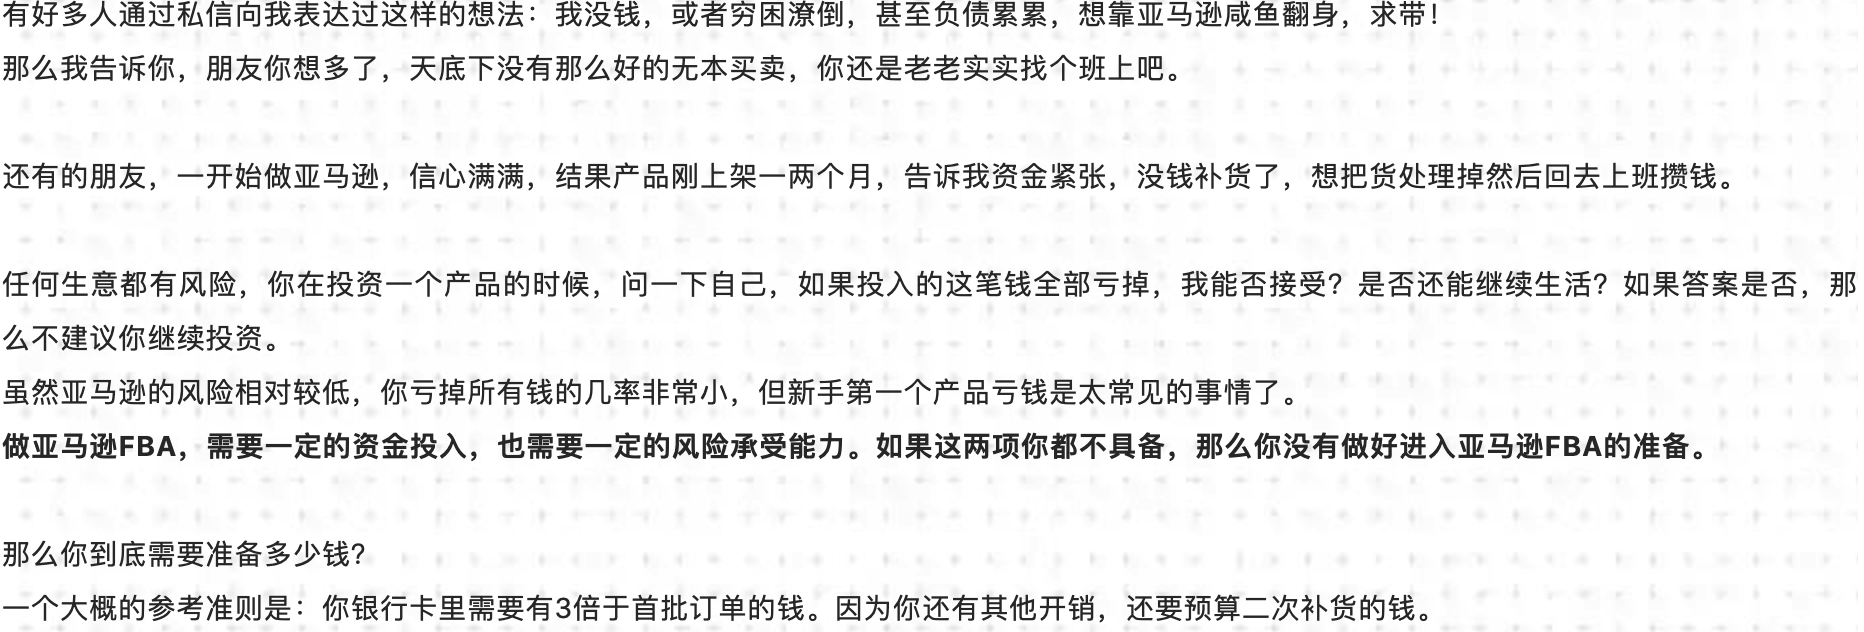 有好多人通过私信向我表达过这样的想法：我没钱，或者穷困潦倒，甚至负债累累，想靠亚马逊咸鱼翻身，求带！
那么我告诉你，朋友你想多了，天底下没有那么好的无本买卖，你还是老老实实找个班上吧。
还有的朋友，一开始做亚马逊，信心满满，结果产品刚上架一两个月，告诉我资金紧张，没钱补货了，想把货处理掉然后回去上班攒钱。
任何生意都有风险，你在投资一个产品的时候，问一下自己，如果投入的这笔钱全部亏掉，我能否接受？是否还能继续生活？如果答案是否，那
么不建议你继续投资。
虽然亚马逊的风险相对较低，你亏掉所有钱的几率非常小，但新手第一个产品亏钱是太常见的事情了。
做亚马逊FBA，需要一定的资金投入，也需要一定的风险承受能力。如果这两项你都不具备，那么你没有做好进入亚马逊FBA的准备。
那么你到底需要准备多少钱？
一个大概的参考准则是：你银行卡里需要有3倍于首批订单的钱。因为你还有其他开销，还要预算二次补货的钱。